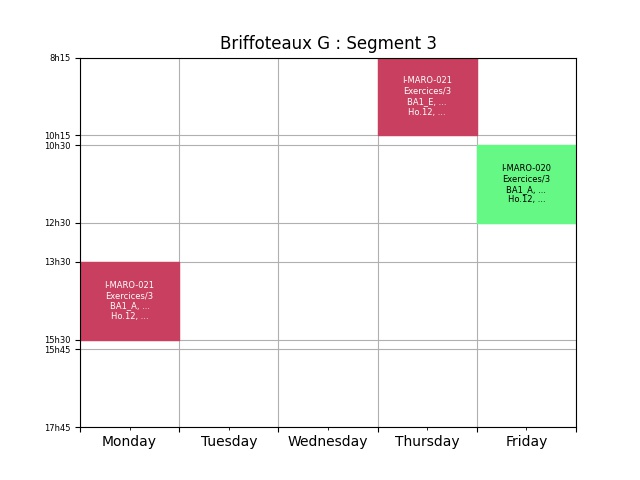 Briffoteaux G : Segment 3
8h15
I-MARO-021
Exercices/3
BA1_E, ...
Ho.12, ...
10h15
10h30
I-MARO-020
Exercices/3
BA1_A, ...
Ho.12, ...
12h30
13h30
I-MARO-021
Exercices/3
BA1_A, ...
Ho.12, ...
15h30
15h45
17h45
Monday Tuesday Wednesday Thursday Friday